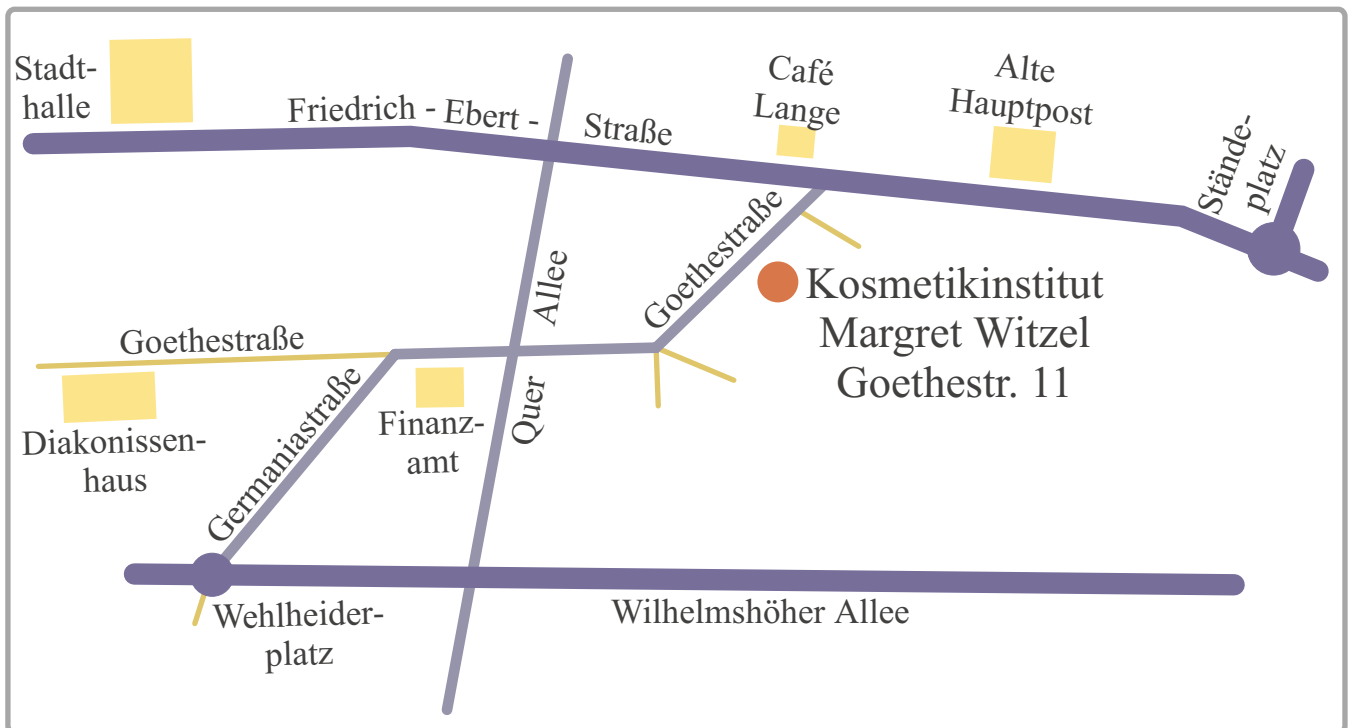 Stadt-
halle
Friedrich - Ebert - Straße
Café
Lange
Alte
Hauptpost
Stände-
platz
Goethestraße
Quer Allee
Goethestraße
Kosmetikinstitut
Margret Witzel
Goethestr. 11
Diakonissen-
haus
Germaniastraße
Finanz-
amt
Wehlheider-
platz
Wilhelmshöher Allee